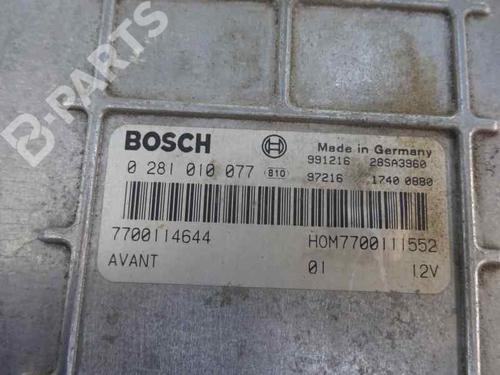 B-PARTS
BOSCH
Made in Germany
991216 28SA3960
0 281 010 077 810 97216 1740 0880
7700114644 HOM7700111552
AVANT 01 12V